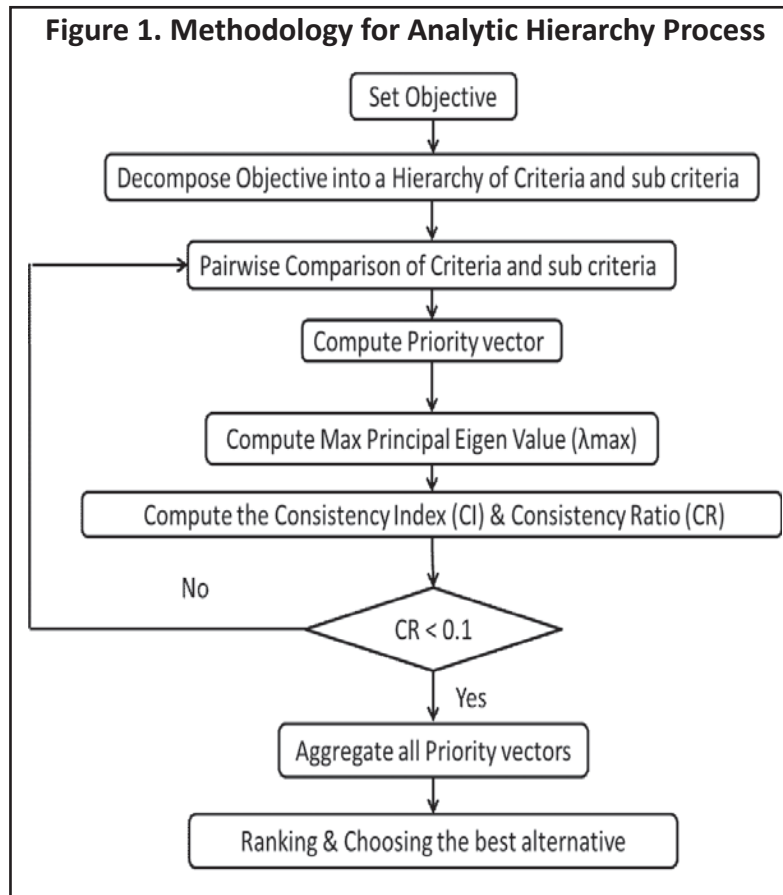 Figure 1. Methodology for Analytic Hierarchy Process
Set Objective
Decompose Objective into a Hierarchy of Criteria and sub criteria
Pairwise Comparison of Criteria and sub criteria
Compute Priority vector
Compute Max Principal Eigen Value (λmax)
Compute the Consistency Index (CI) & Consistency Ratio (CR)
No
CR < 0.1
Yes
Aggregate all Priority vectors
Ranking & Choosing the best alternative